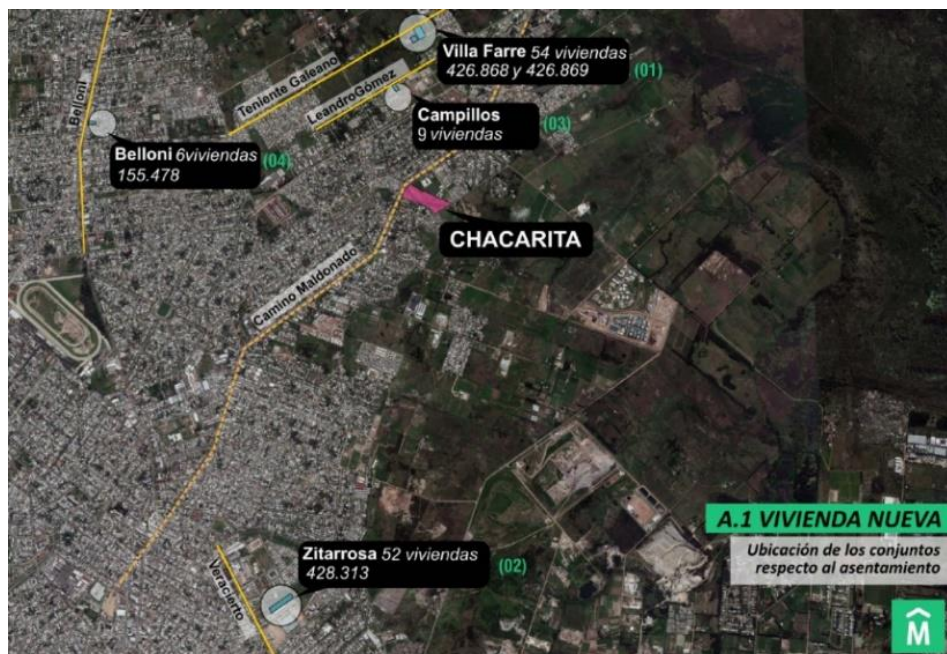 Villa Farre 54 viviendas
426.868 y 426.869
(01)
Teniente Galeano
LeandroGómez
Campillos
9 viviendas
(03)
Belloni
Belloni 6viviendas
155.478
(04)
CHACARITA
Camino Maldonado
A.1 VIVIENDA NUEVA
Ubicación de los conjuntos
respecto al asentamiento
Zitarrosa 52 viviendas
428.313
(02)
Veracierto
M